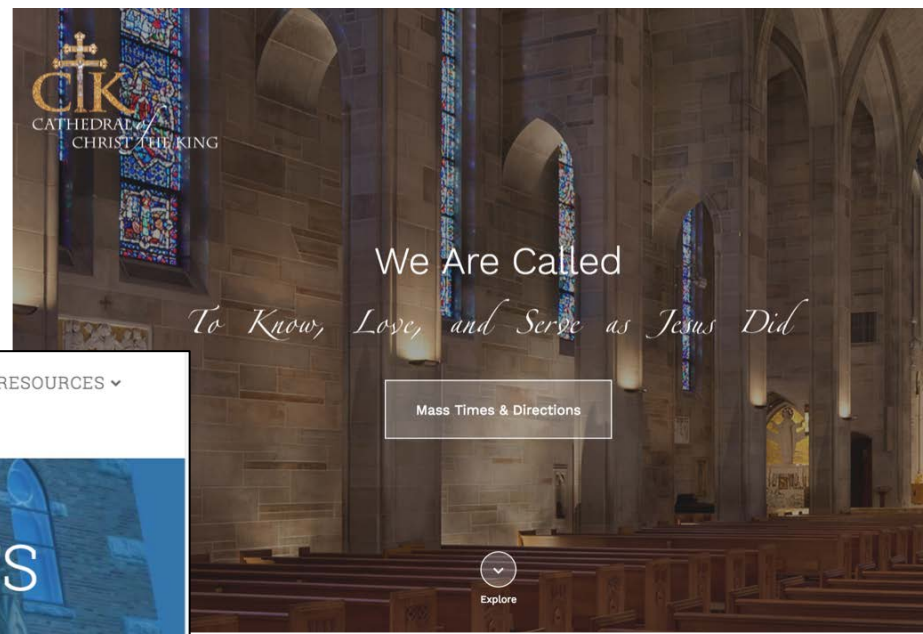 CTK
CATHEDRAL of
CHRIST THE KING
We Are Called
To Know, Love, and Serve as Jesus Did
Mass Times & Directions
Explore
RESOURCES
S